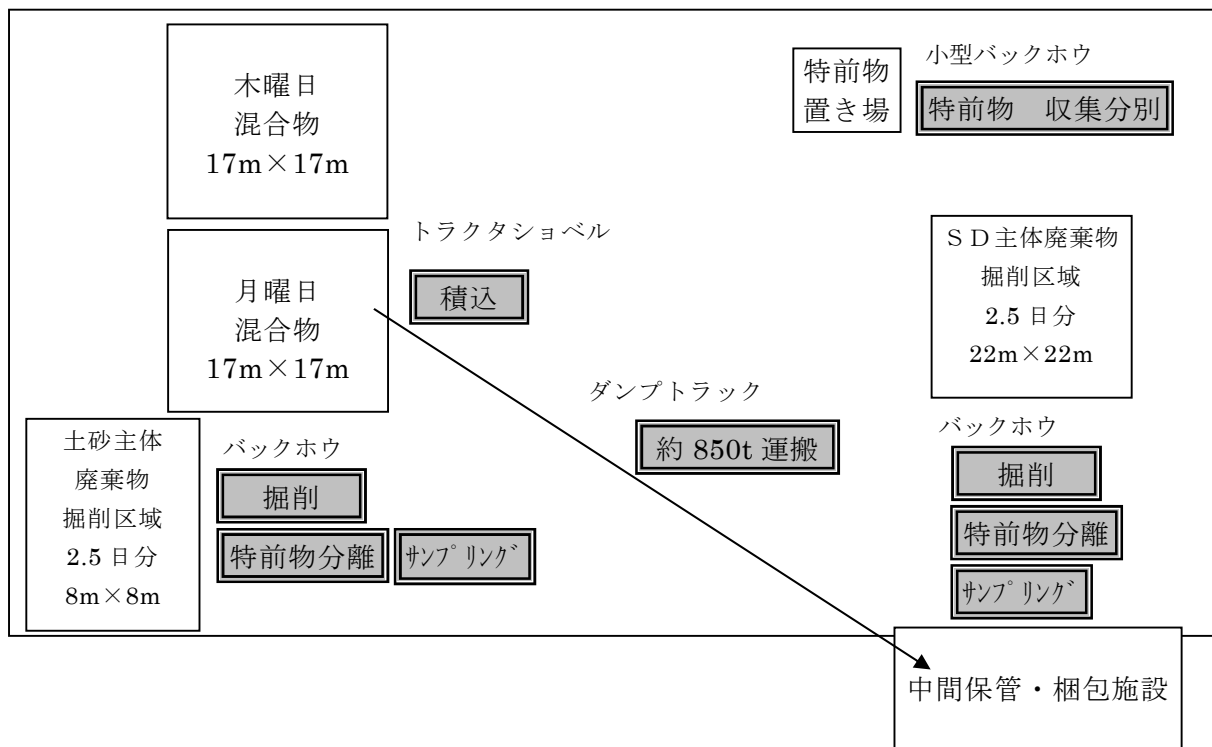 木曜日
混合物
17m×17m
特前物
置き場
小型バックホウ
特前物　収集分別
トラクタショベル
積込
月曜日
混合物
17m×17m
ＳＤ主体廃棄物
掘削区域
2.5 日分
22m×22m
ダンプトラック
約 850t 運搬
土砂主体
廃棄物
掘削区域
2.5 日分
8m×8m
バックホウ
掘削
特前物分離
ｻﾝﾌﾟﾘﾝｸﾞ
バックホウ
掘削
特前物分離
ｻﾝﾌﾟﾘﾝｸﾞ
中間保管・梱包施設